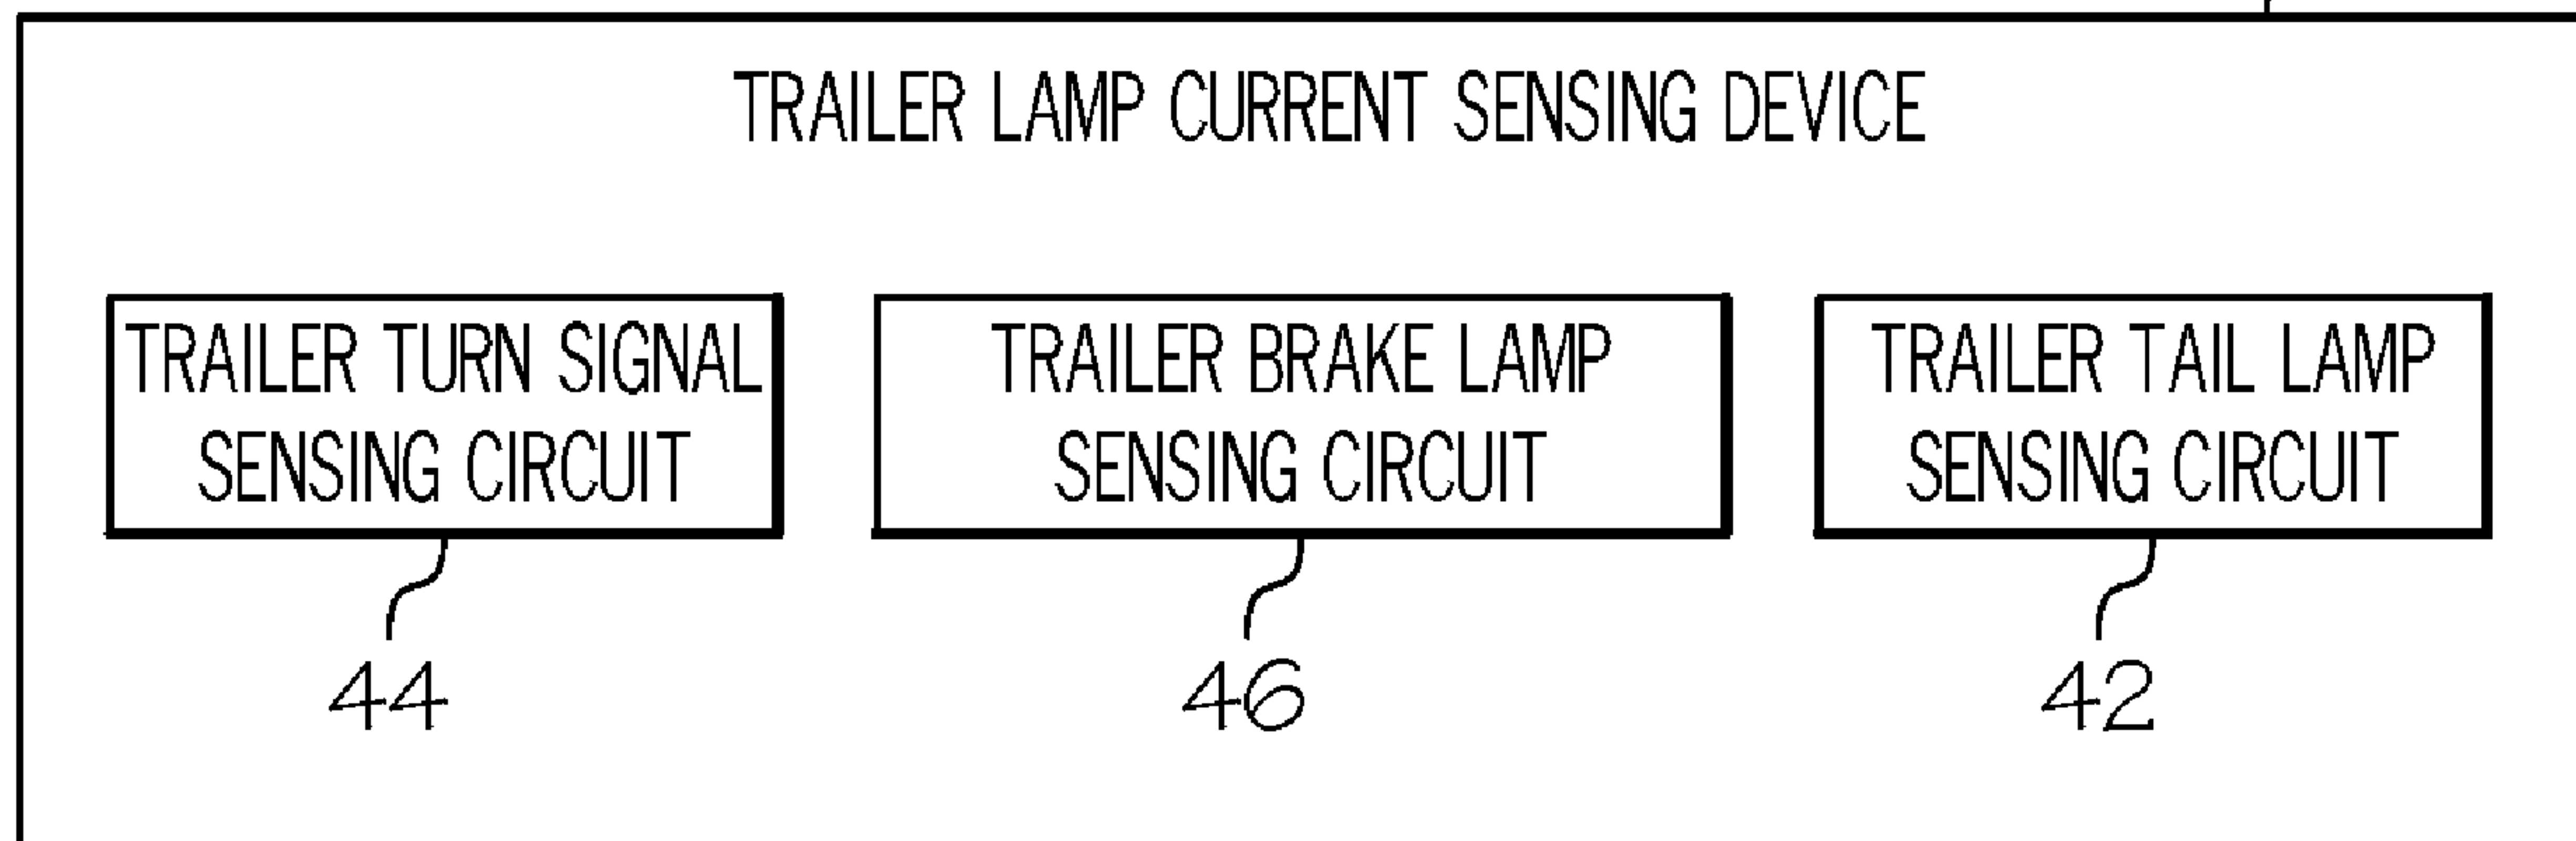 TRAILER LAMP CURRENT SENSING DEVICE
TRAILER TURN SIGNAL
SENSING CIRCUIT
TRAILER BRAKE LAMP
SENSING CIRCUIT
TRAILER TAIL LAMP
SENSING CIRCUIT
44
46
42